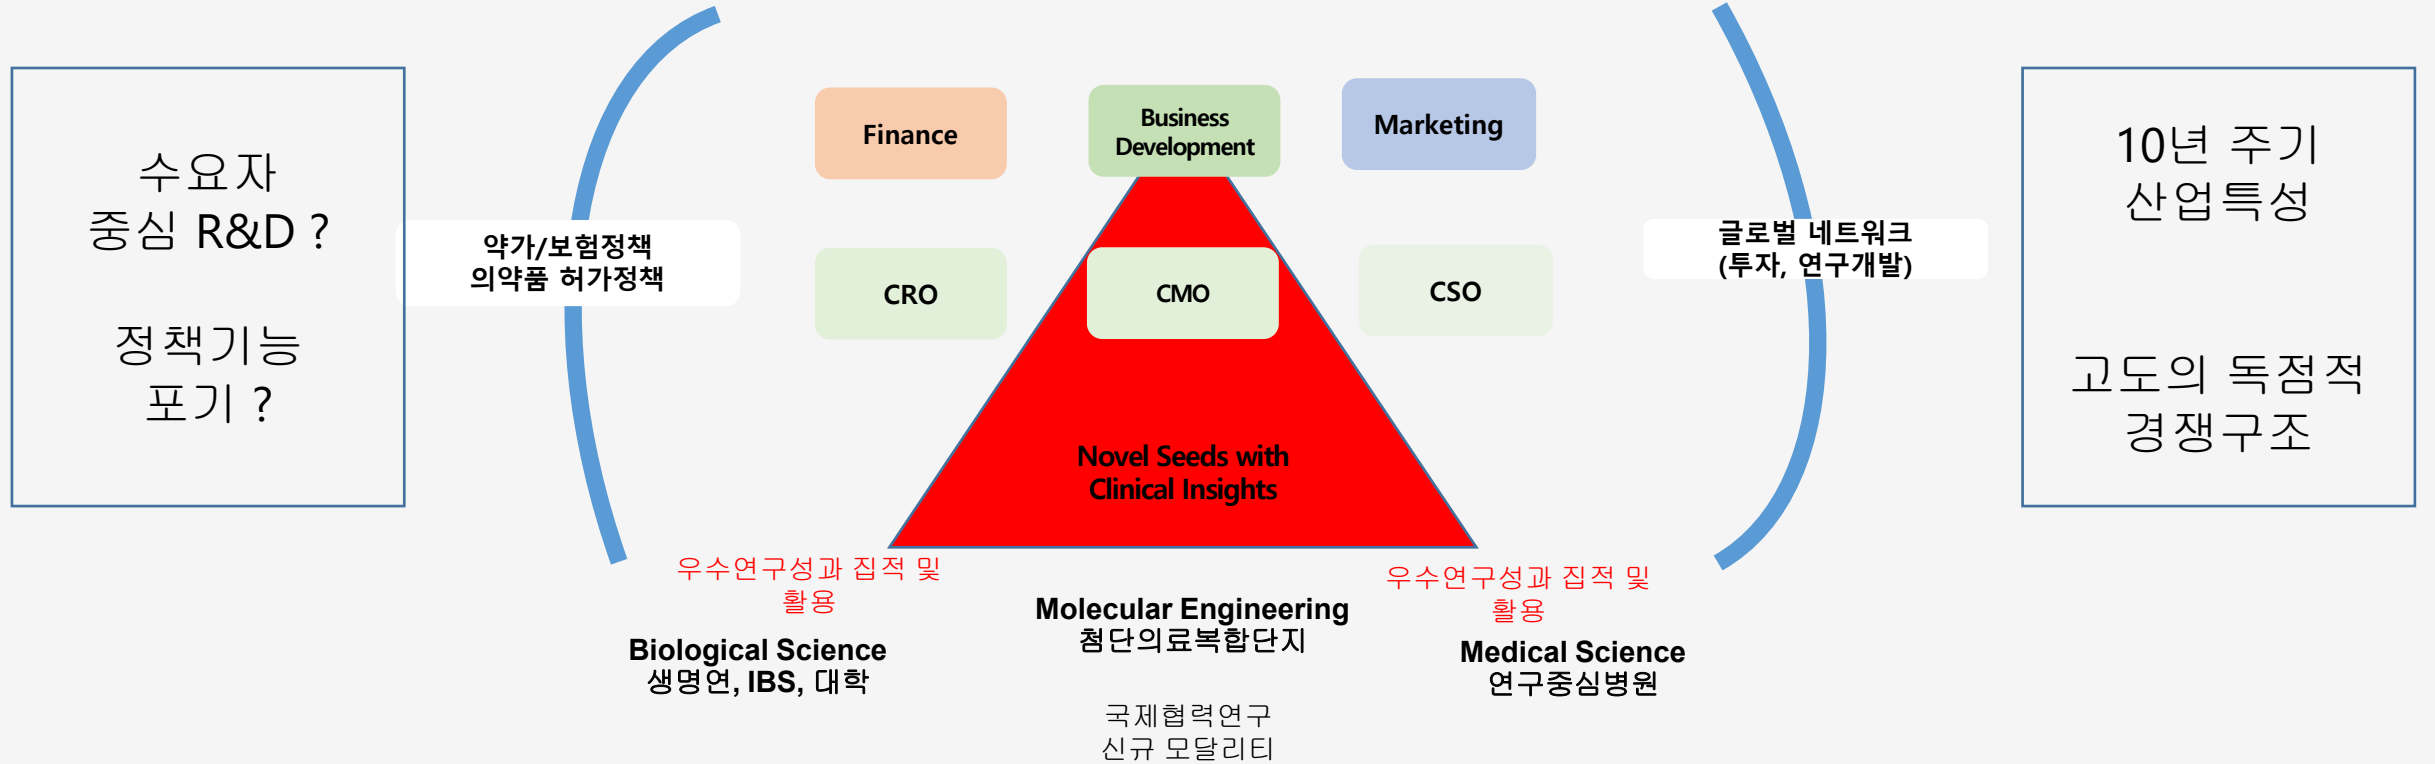 수요자
중심 R&D ?
정책기능
포기 ?
약가/보험정책
의약품 허가정책
Finance
Business
Development
Marketing
CRO
CMO
CSO
Novel Seeds with
Clinical Insights
글로벌 네트워크
(투자, 연구개발)
10년 주기
산업특성
고도의 독점적
경쟁구조
우수연구성과 집적 및
활용
Biological Science
생명연, IBS, 대학
Molecular Engineering
첨단의료복합단지
국제협력연구
신규 모달리티
우수연구성과 집적 및
활용
Medical Science
연구중심병원